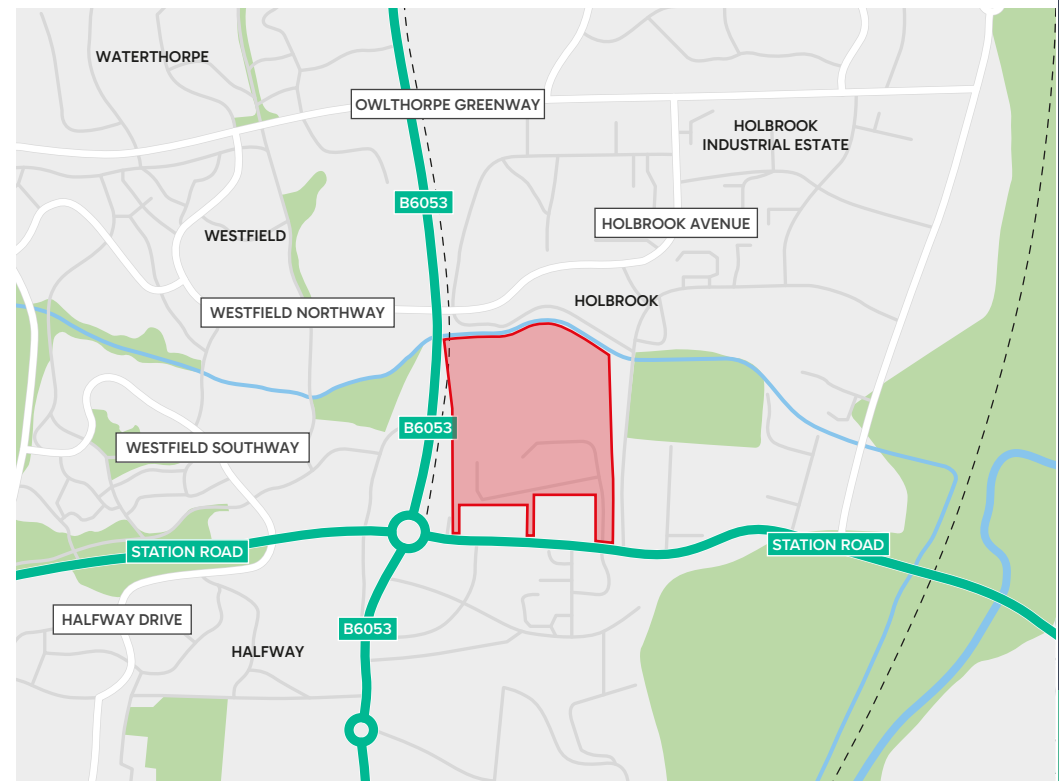 WATERTHORPE
OWLTHORPE GREENWAY
HOLBROOK
INDUSTRIAL ESTATE
B6053
HOLBROOK AVENUE
WESTFIELD
HOLBROOK
WESTFIELD NORTHWAY
B6053
WESTFIELD SOUTHWAY
STATION ROAD
STATION ROAD
HALFWAY DRIVE
B6053
HALFWAY